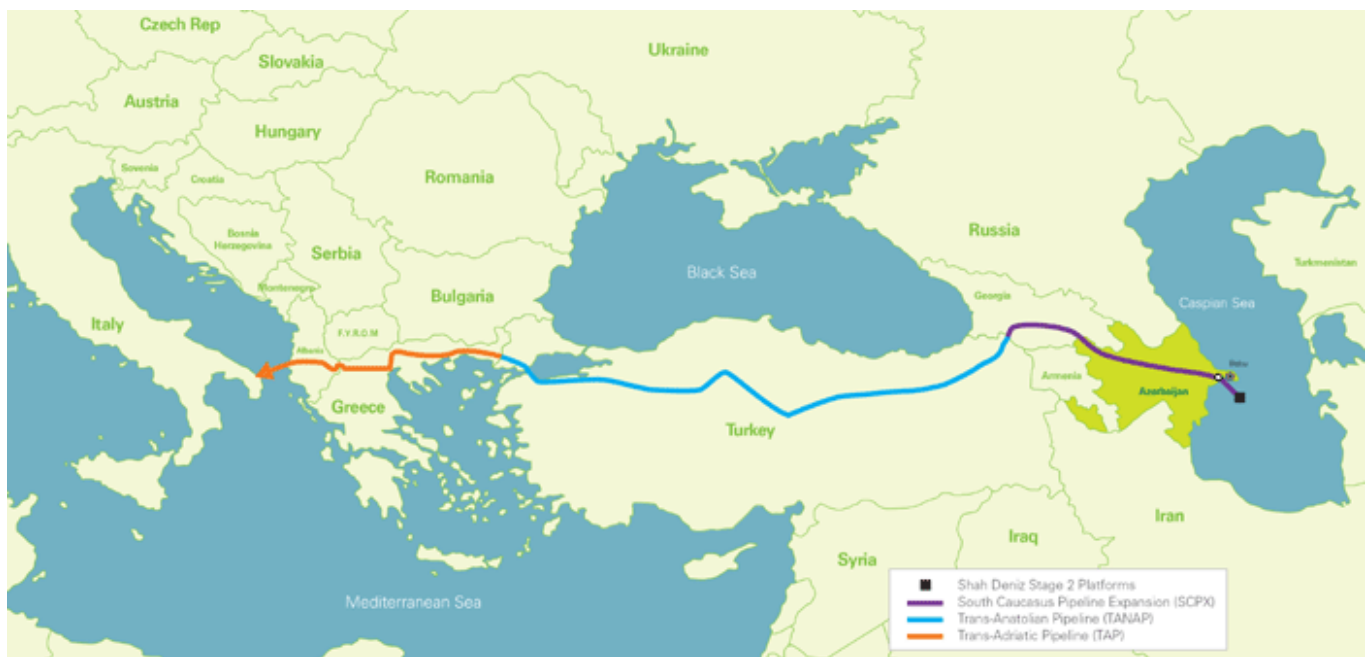 Czech Rep
Ukraine
Slovakia
Austria
Hungary
Sovenia
Croatia
Romania
Bosnia
Herzegovina
Serbia
Russia
Turkmenistan
Black Sea
Montenegro
Bulgaria
Georgia
Caspian Sea
Italy
F.Y.R.O.M
Albania
Armenia
Azerbaijan
Baku
Greece
Turkey
Iran
Iraq
Syria
Mediterranean Sea
Shah Deniz Stage 2 Platforms
South Caucasus Pipeline Expansion (SCPX)
Trans-Anatolian Pipeline (TANAP)
Trans-Adriatic Pipeline (TAP)